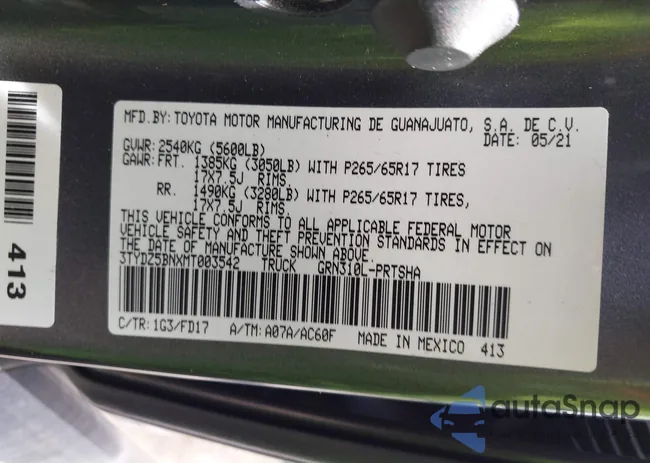 MFD.BY: TOYOTA MOTOR MANUFACTURING DE GUANAJUATO, S.A. DE C.V.
GVWR: 2540KG (5600LB) DATE: 05/21
GAWR: FRT. 1385KG (3050LB) WITH P265/65R17 TIRES
17X7.5J RIMS.
RR. 1490KG (3280LB) WITH P265/65R17 TIRES,
17X7.5J RIMS.
THIS VEHICLE CONFORMS TO ALL APPLICABLE FEDERAL MOTOR
VEHICLE SAFETY AND THEFT PREVENTION STANDARDS IN EFFECT ON
THE DATE OF MANUFACTURE SHOWN ABOVE.
3TYDZ5BNXMT003542 TRUCK GRN310L-PRTSHA
C/TR: 1G3/FD17 A/TM: A07A/AC60F MADE IN MEXICO 413
413
autoSnap